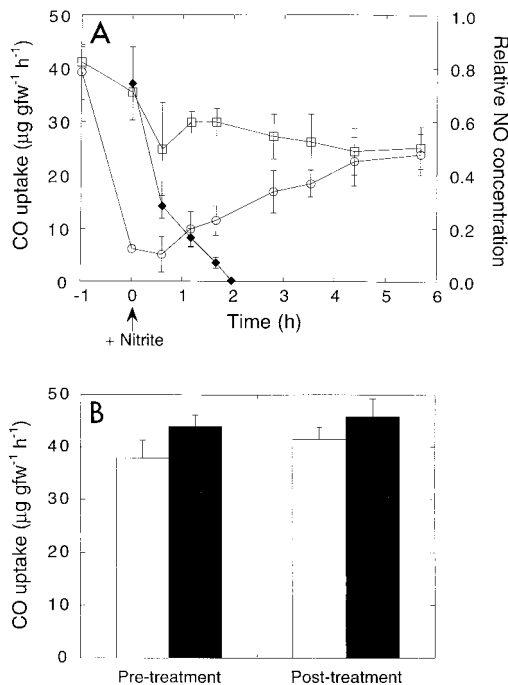 A
CO uptake (µg gfw⁻¹ h⁻¹)
50
40
30
20
10
0
Relative NO concentration
1.0
0.8
0.6
0.4
0.2
0.0
-1 0 1 2 3 4 5 6
Time (h)
+ Nitrite
B
CO uptake (µg gfw⁻¹ h⁻¹)
50
40
30
20
10
0
Pre-treatment Post-treatment